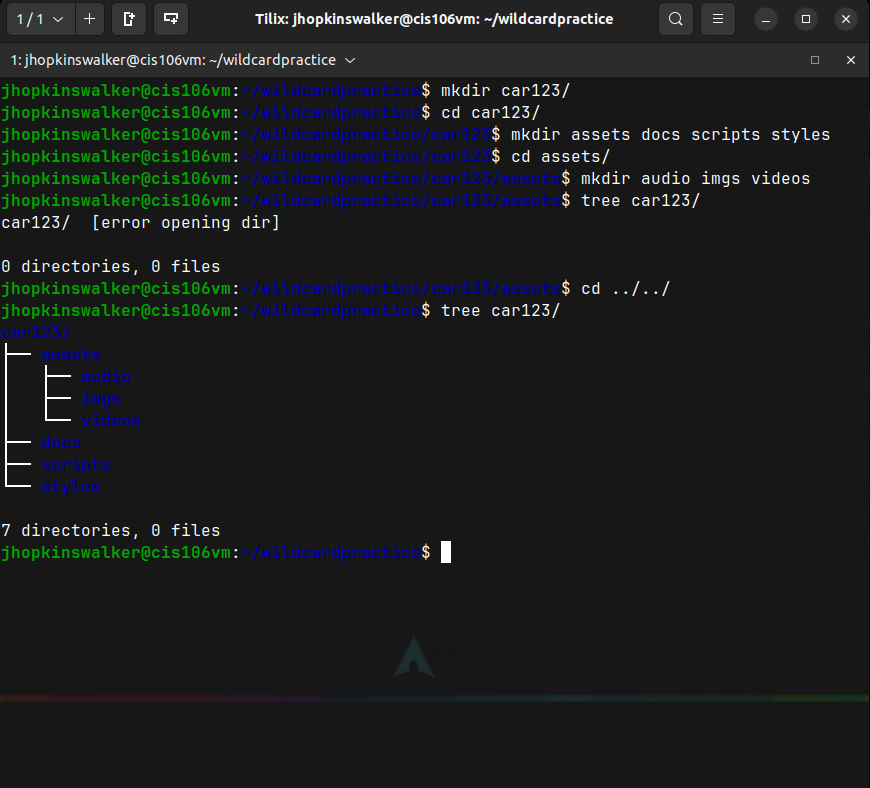 1 / 1
Tilix: jhopkinswalker@cis106vm: ~/wildcardpractice
1: jhopkinswalker@cis106vm: ~/wildcardpractice
jhopkinswalker@cis106vm:~/wildcardpractice$ mkdir car123/
jhopkinswalker@cis106vm:~/wildcardpractice$ cd car123/
jhopkinswalker@cis106vm:~/wildcardpractice/car123$ mkdir assets docs scripts styles
jhopkinswalker@cis106vm:~/wildcardpractice/car123$ cd assets/
jhopkinswalker@cis106vm:~/wildcardpractice/car123/assets$ mkdir audio imgs videos
jhopkinswalker@cis106vm:~/wildcardpractice/car123/assets$ tree car123/
car123/  [error opening dir]
0 directories, 0 files
jhopkinswalker@cis106vm:~/wildcardpractice/car123/assets$ cd ../../
jhopkinswalker@cis106vm:~/wildcardpractice$ tree car123/
car123/
├── assets
│   ├── audio
│   ├── imgs
│   └── videos
├── docs
├── scripts
└── styles
7 directories, 0 files
jhopkinswalker@cis106vm:~/wildcardpractice$